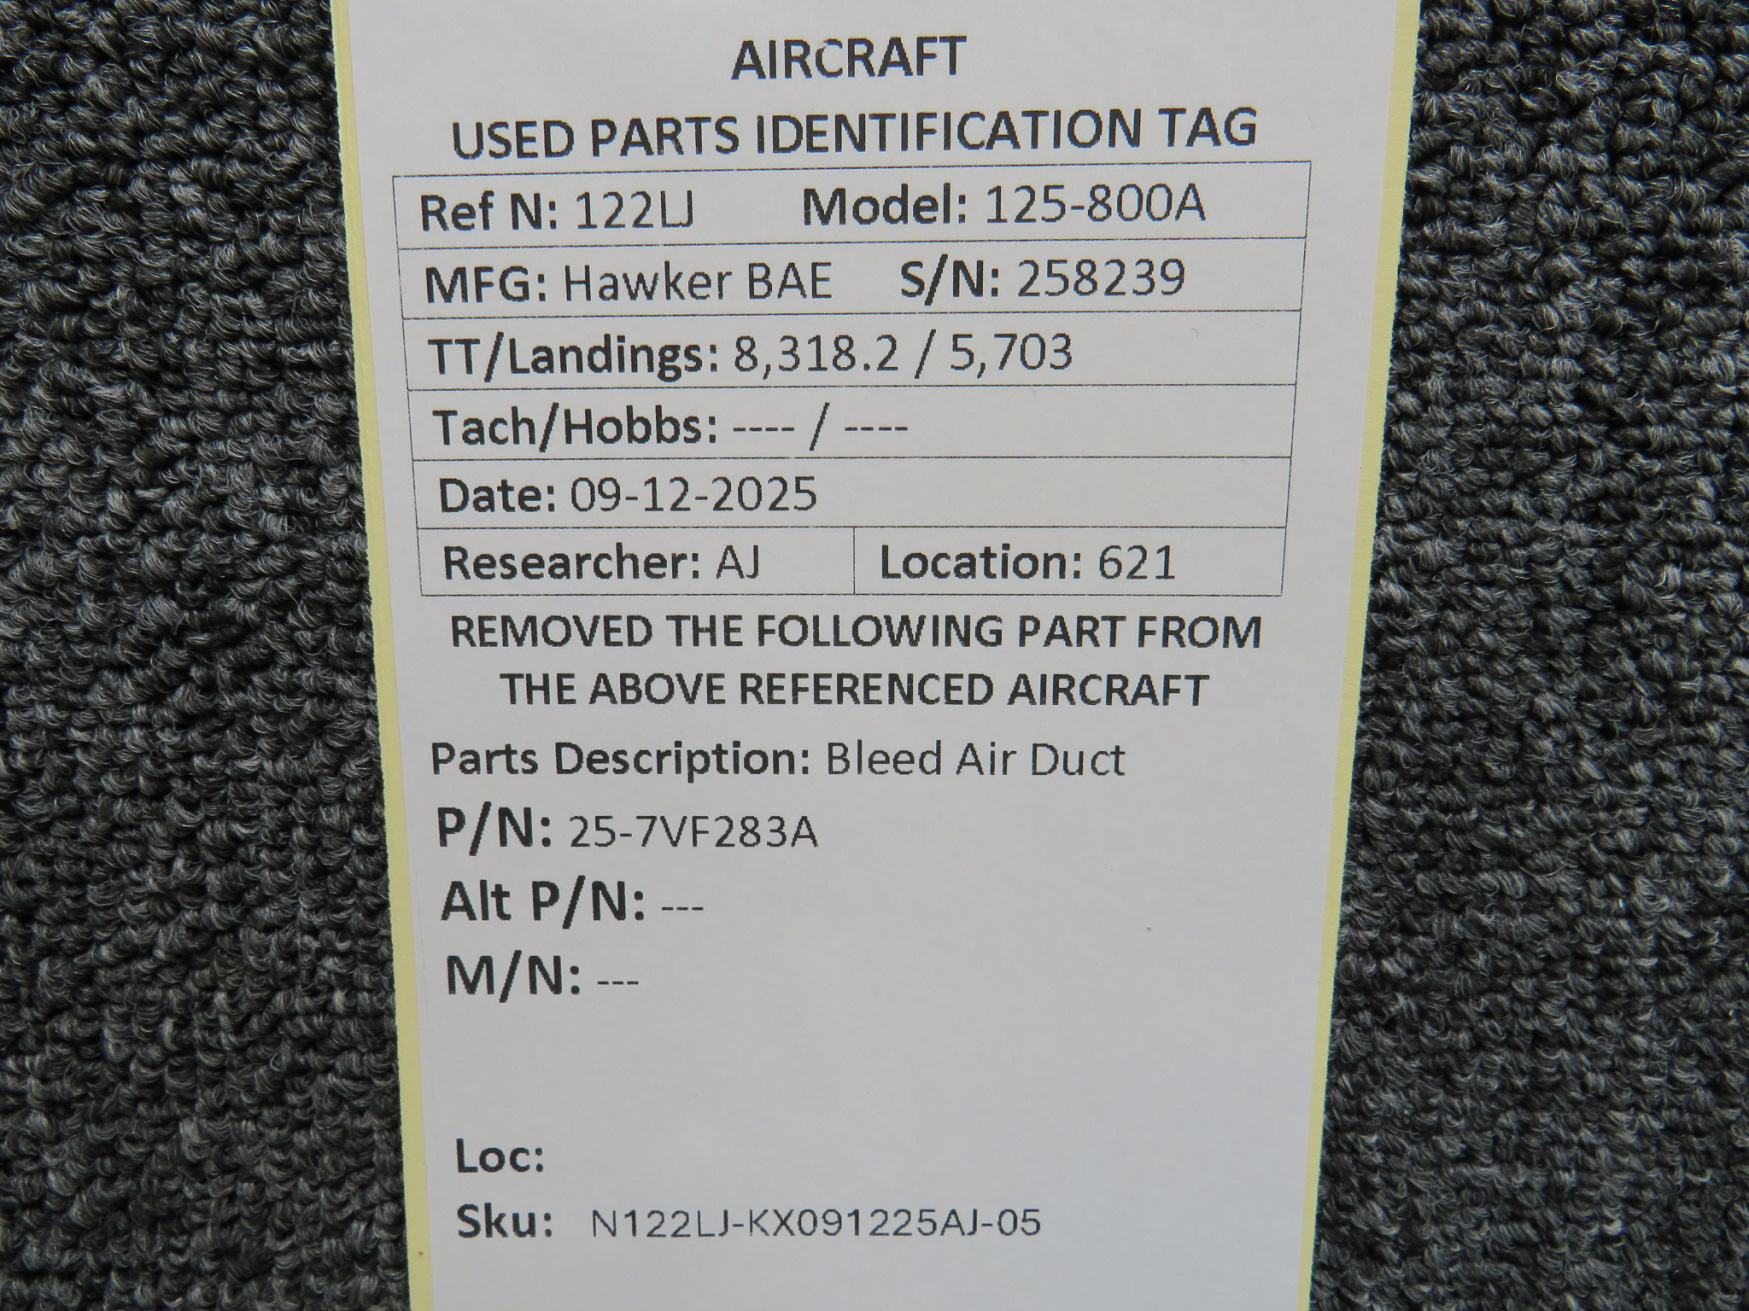 AIRCRAFT
USED PARTS IDENTIFICATION TAG
Ref N: 122LJ Model: 125-800A
MFG: Hawker BAE S/N: 258239
TT/Landings: 8,318.2 / 5,703
Tach/Hobbs: ---- / ----
Date: 09-12-2025
Researcher: AJ Location: 621
REMOVED THE FOLLOWING PART FROM
THE ABOVE REFERENCED AIRCRAFT
Parts Description: Bleed Air Duct
P/N: 25-7VF283A
Alt P/N: ---
M/N: ---
Loc:
Sku: N122LJ-KX091225AJ-05